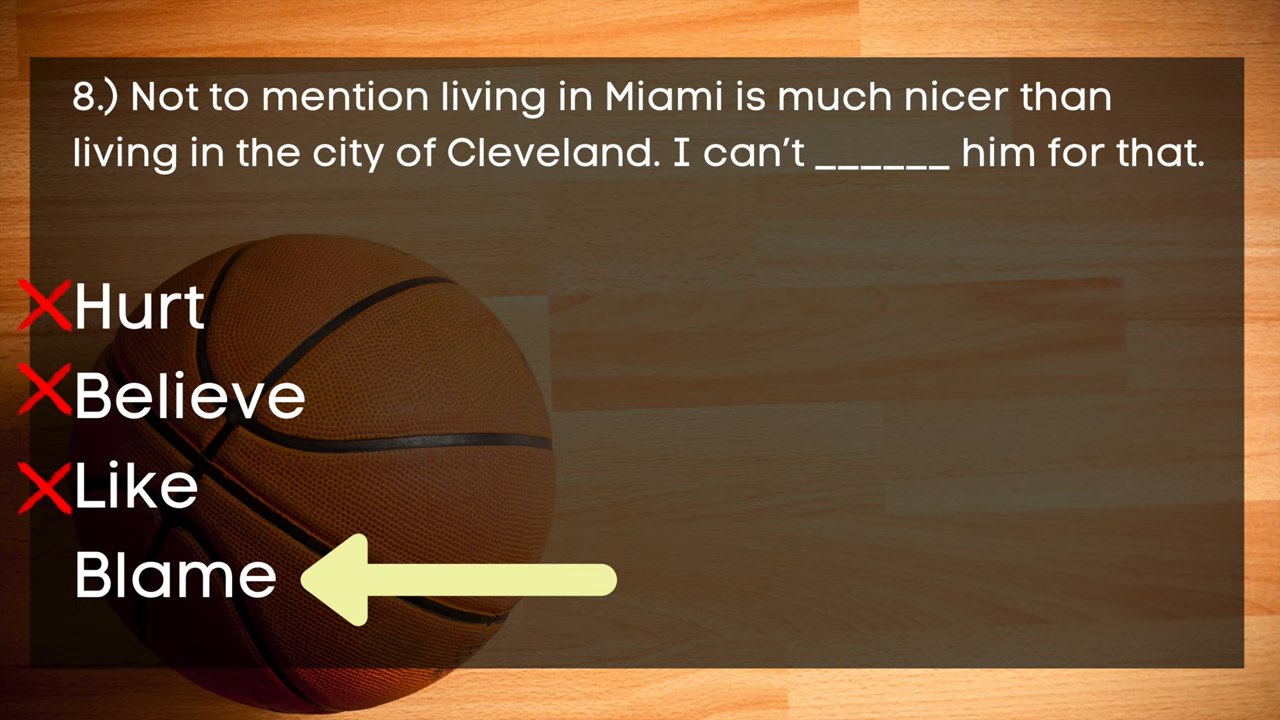 8.) Not to mention living in Miami is much nicer than
living in the city of Cleveland. I can’t ______ him for that.
Hurt
Believe
Like
Blame